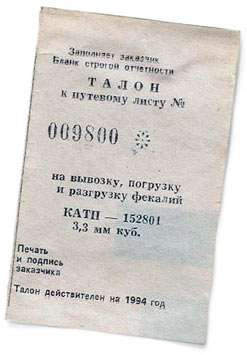 Заполняет заказчик
Бланк строгой отчетности
ТАЛОН
к путевому листу №
009800
на вывозку, погрузку
и разгрузку фекалий
КАТП — 152801
3,3 мм куб.
Печать
и подпись
заказчика
Талон действителен на 1994 год